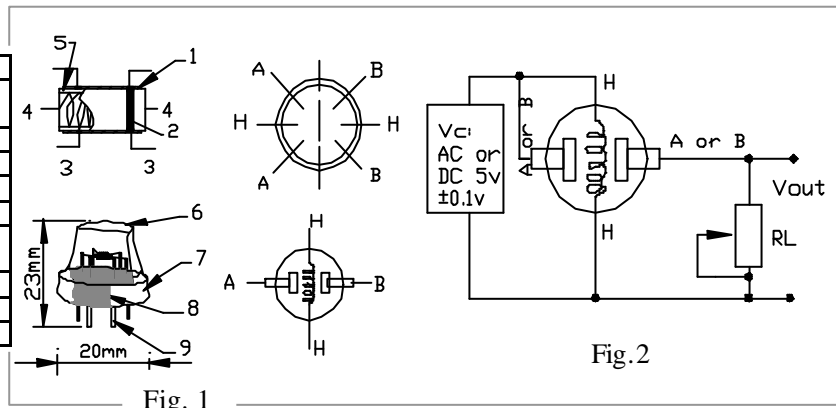 5
1
4
4
2
3
3
A
B
H
H
A
B
6
7
8
9
23mm
20mm
A
B
H
H
Fig. 1
Vc:
AC or
DC 5v
±0.1v
A or B
H
H
A or B
Vout
RL
Fig.2